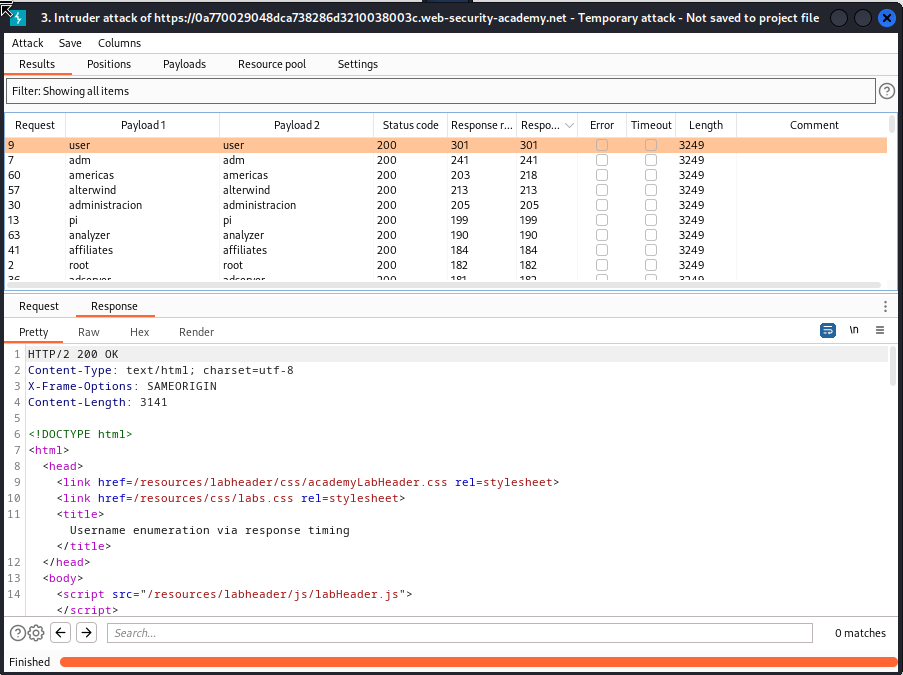 3. Intruder attack of https://0a770029048dca738286d3210038003c.web-security-academy.net - Temporary attack - Not saved to project file
Attack Save Columns
Results Positions Payloads Resource pool Settings
Filter: Showing all items
Request Payload 1 Payload 2 Status code Response r... Respo... Error Timeout Length Comment
9 user user 200 301 301 3249
7 adm adm 200 241 241 3249
60 americas americas 200 203 218 3249
57 alterwind alterwind 200 213 213 3249
30 administracion administracion 200 205 205 3249
13 pi pi 200 199 199 3249
63 analyzer analyzer 200 190 190 3249
41 affiliates affiliates 200 184 184 3249
2 root root 200 182 182 3249
36 adserver adserver 200 181 182 3249
Request Response
Pretty Raw Hex Render \n
1 HTTP/2 200 OK
2 Content-Type: text/html; charset=utf-8
3 X-Frame-Options: SAMEORIGIN
4 Content-Length: 3141
5
6 <!DOCTYPE html>
7 <html>
8 <head>
9 <link href=/resources/labheader/css/academyLabHeader.css rel=stylesheet>
10 <link href=/resources/css/labs.css rel=stylesheet>
11 <title>
Username enumeration via response timing
</title>
12 </head>
13 <body>
14 <script src="/resources/labheader/js/labHeader.js">
</script>
Search... 0 matches
Finished